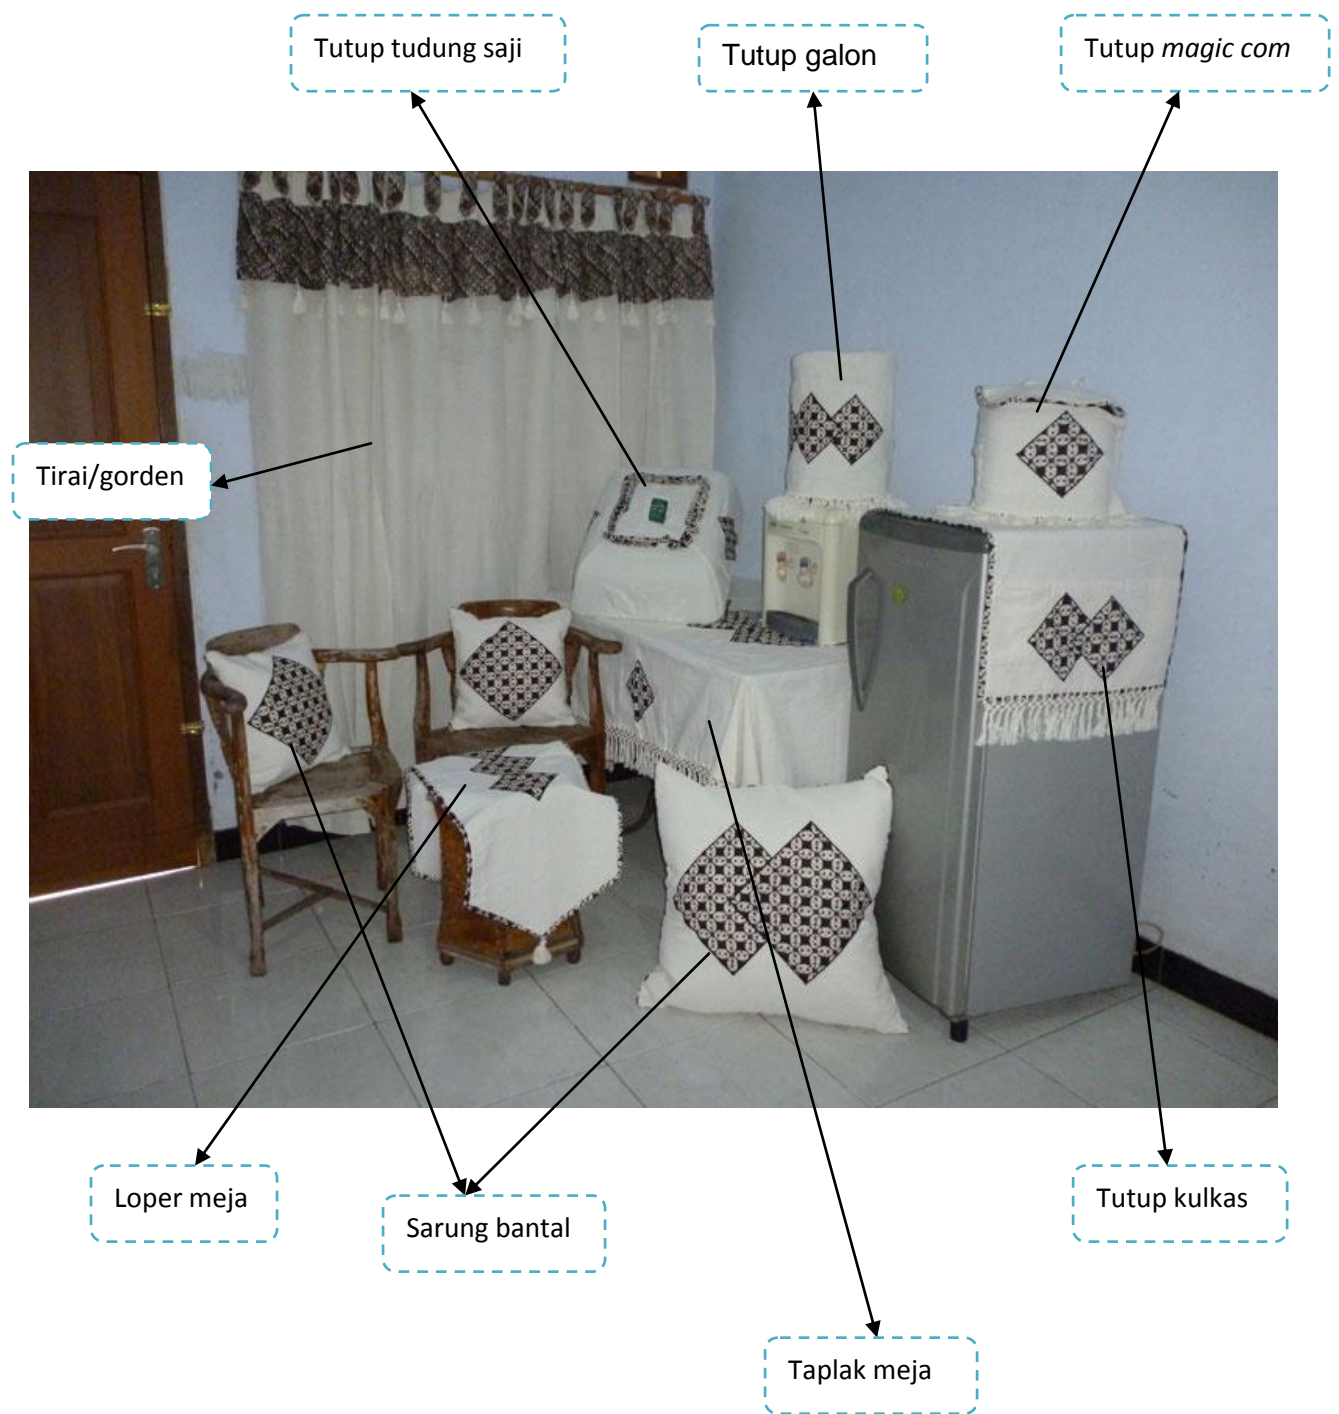 Tutup tudung saji
Tutup galon
Tutup magic com
Tirai/gorden
Loper meja
Sarung bantal
Tutup kulkas
Taplak meja